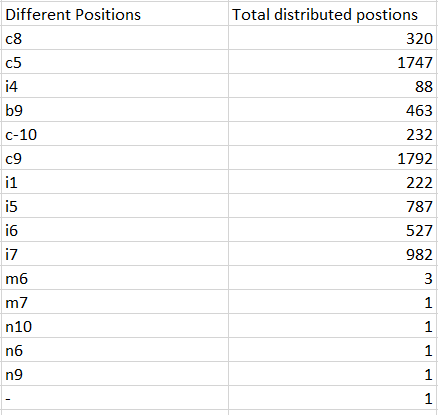 Different Positions Total distributed postions
c8 320
c5 1747
i4 88
b9 463
c-10 232
c9 1792
i1 222
i5 787
i6 527
i7 982
m6 3
m7 1
n10 1
n6 1
n9 1
- 1